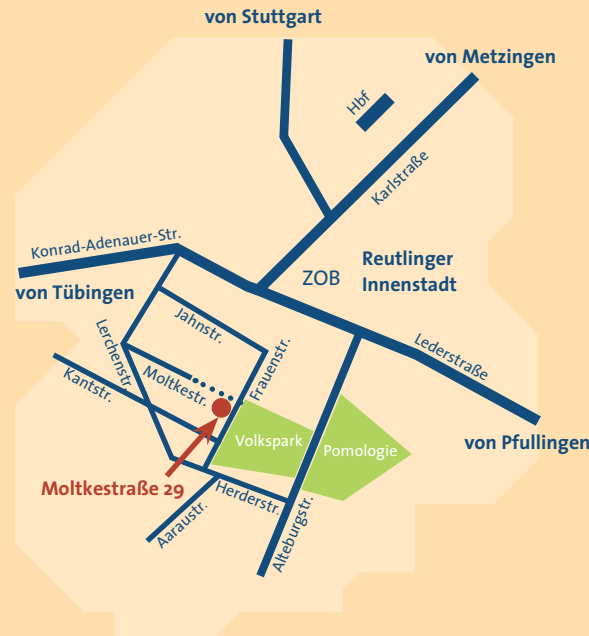 von Stuttgart
von Metzingen
Hbf
Karlstraße
Konrad-Adenauer-Str.
Reutlinger
Innenstadt
ZOB
von Tübingen
Jahnstr.
Lerchenstr.
Lederstraße
Frauenstr.
Moltkestr.
Kantstr.
Volkspark
Pomologie
von Pfullingen
Moltkestraße 29
Herderstr.
Aaraustr.
Alteburgstr.